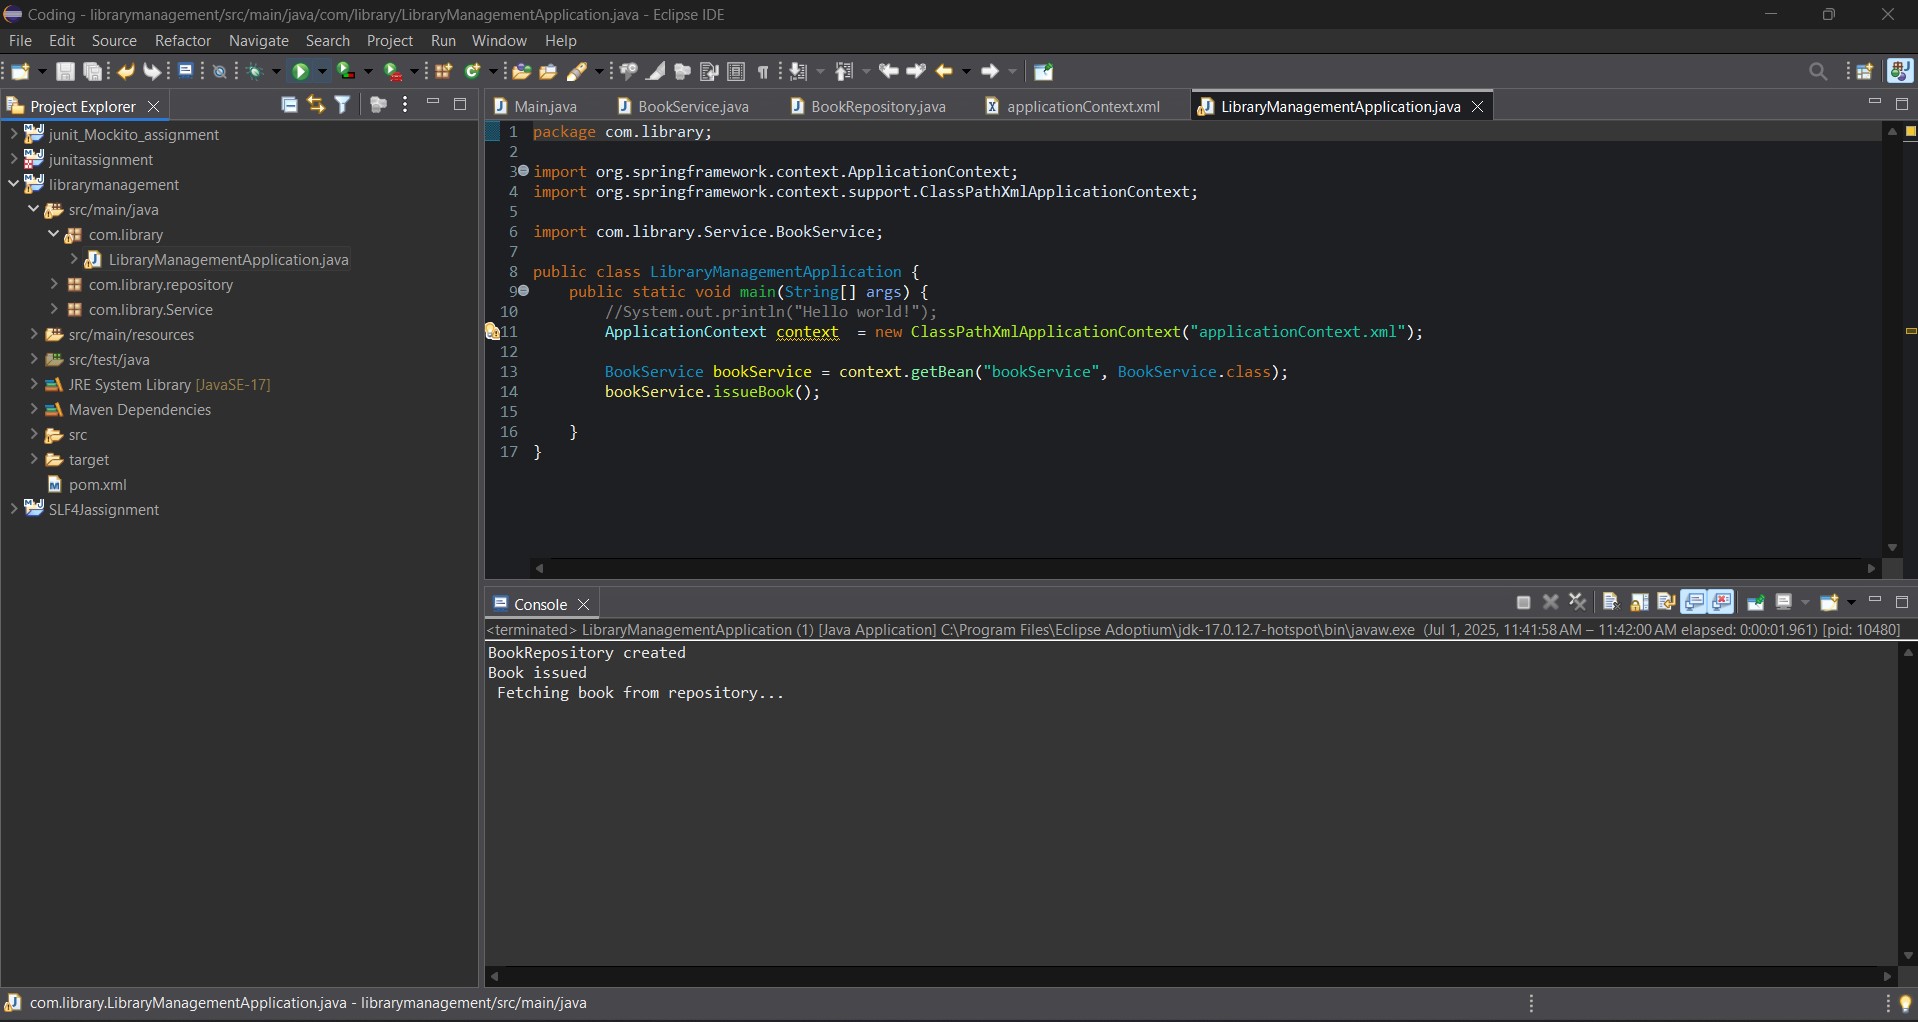 Coding - librarymanagement/src/main/java/com/library/LibraryManagementApplication.java - Eclipse IDE
File Edit Source Refactor Navigate Search Project Run Window Help
Project Explorer
junit_Mockito_assignment
junitassignment
librarymanagement
src/main/java
com.library
LibraryManagementApplication.java
com.library.repository
com.library.Service
src/main/resources
src/test/java
JRE System Library [JavaSE-17]
Maven Dependencies
src
target
pom.xml
SLF4Jassignment
Main.java BookService.java BookRepository.java applicationContext.xml LibraryManagementApplication.java
1 package com.library;
2
3 import org.springframework.context.ApplicationContext;
4 import org.springframework.context.support.ClassPathXmlApplicationContext;
5
6 import com.library.Service.BookService;
7
8 public class LibraryManagementApplication {
9 public static void main(String[] args) {
10 //System.out.println("Hello world!");
11 ApplicationContext context  = new ClassPathXmlApplicationContext("applicationContext.xml");
12
13 BookService bookService = context.getBean("bookService", BookService.class);
14 bookService.issueBook();
15
16 }
17 }
Console
<terminated> LibraryManagementApplication (1) [Java Application] C:\Program Files\Eclipse Adoptium\jdk-17.0.12.7-hotspot\bin\javaw.exe (Jul 1, 2025, 11:41:58 AM – 11:42:00 AM elapsed: 0:00:01.961) [pid: 10480]
BookRepository created
Book issued
Fetching book from repository...
com.library.LibraryManagementApplication.java - librarymanagement/src/main/java